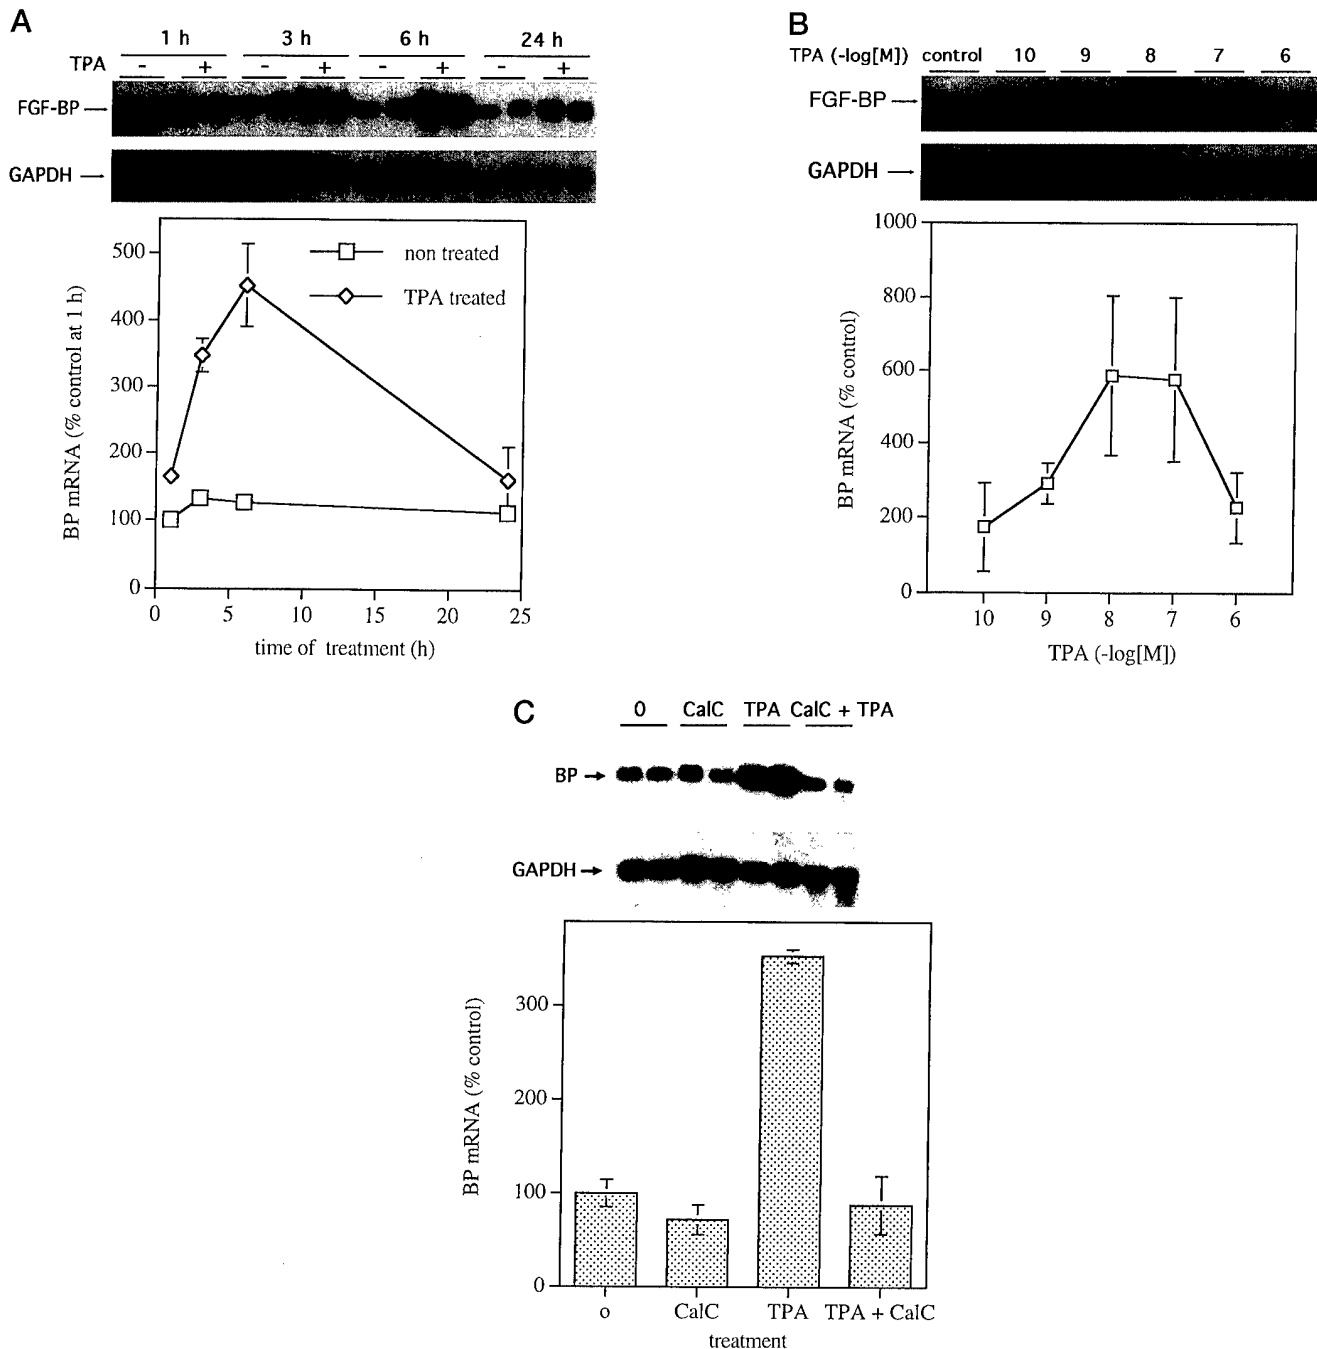 A
1 h 3 h 6 h 24 h
TPA - + - + - + - +
FGF-BP
GAPDH
500
400
300
200
100
0
BP mRNA (% control at 1 h)
non treated
TPA treated
0 5 10 15 20 25
time of treatment (h)
B
TPA (-log[M]) control 10 9 8 7 6
FGF-BP
GAPDH
1000
800
600
400
200
0
BP mRNA (% control)
10 9 8 7 6
TPA (-log[M])
C
0 CalC TPA CalC + TPA
BP
GAPDH
300
200
100
0
BP mRNA (% control)
o CalC TPA TPA + CalC
treatment